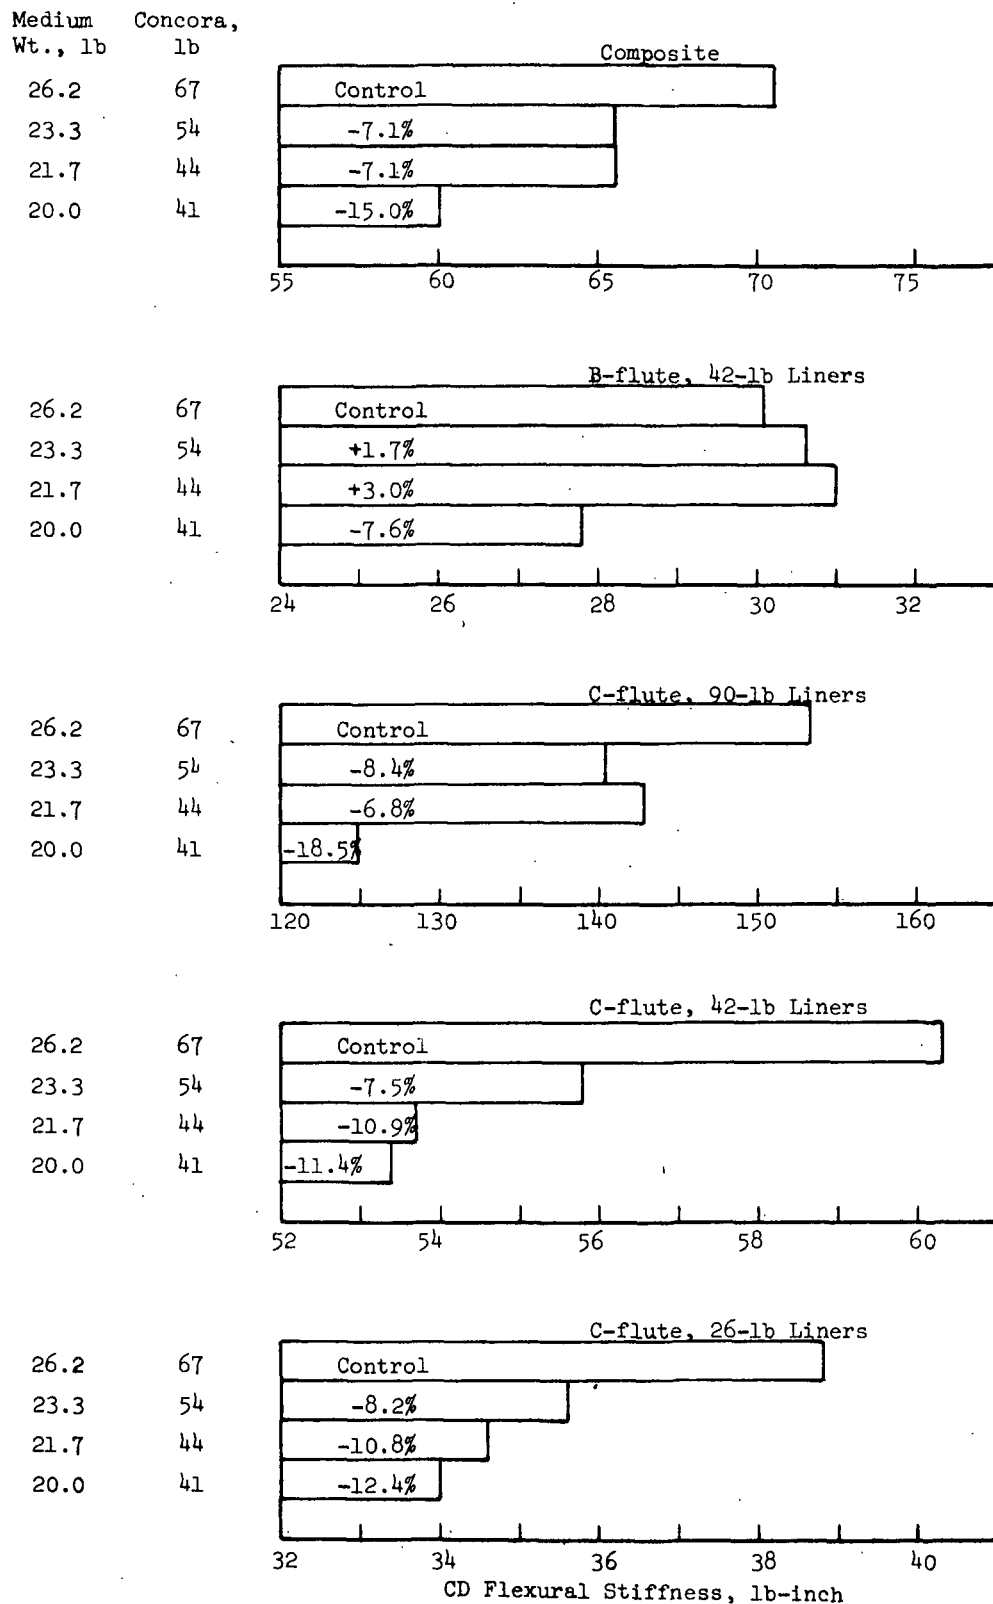 Medium Concora,
Wt., lb lb
Composite
26.2 67 Control
23.3 54 -7.1%
21.7 44 -7.1%
20.0 41 -15.0%
55 60 65 70 75
B-flute, 42-lb Liners
26.2 67 Control
23.3 54 +1.7%
21.7 44 +3.0%
20.0 41 -7.6%
24 26 28 30 32
C-flute, 90-lb Liners
26.2 67 Control
23.3 54 -8.4%
21.7 44 -6.8%
20.0 41 -18.5%
120 130 140 150 160
C-flute, 42-lb Liners
26.2 67 Control
23.3 54 -7.5%
21.7 44 -10.9%
20.0 41 -11.4%
52 54 56 58 60
C-flute, 26-lb Liners
26.2 67 Control
23.3 54 -8.2%
21.7 44 -10.8%
20.0 41 -12.4%
32 34 36 38 40
CD Flexural Stiffness, lb-inch